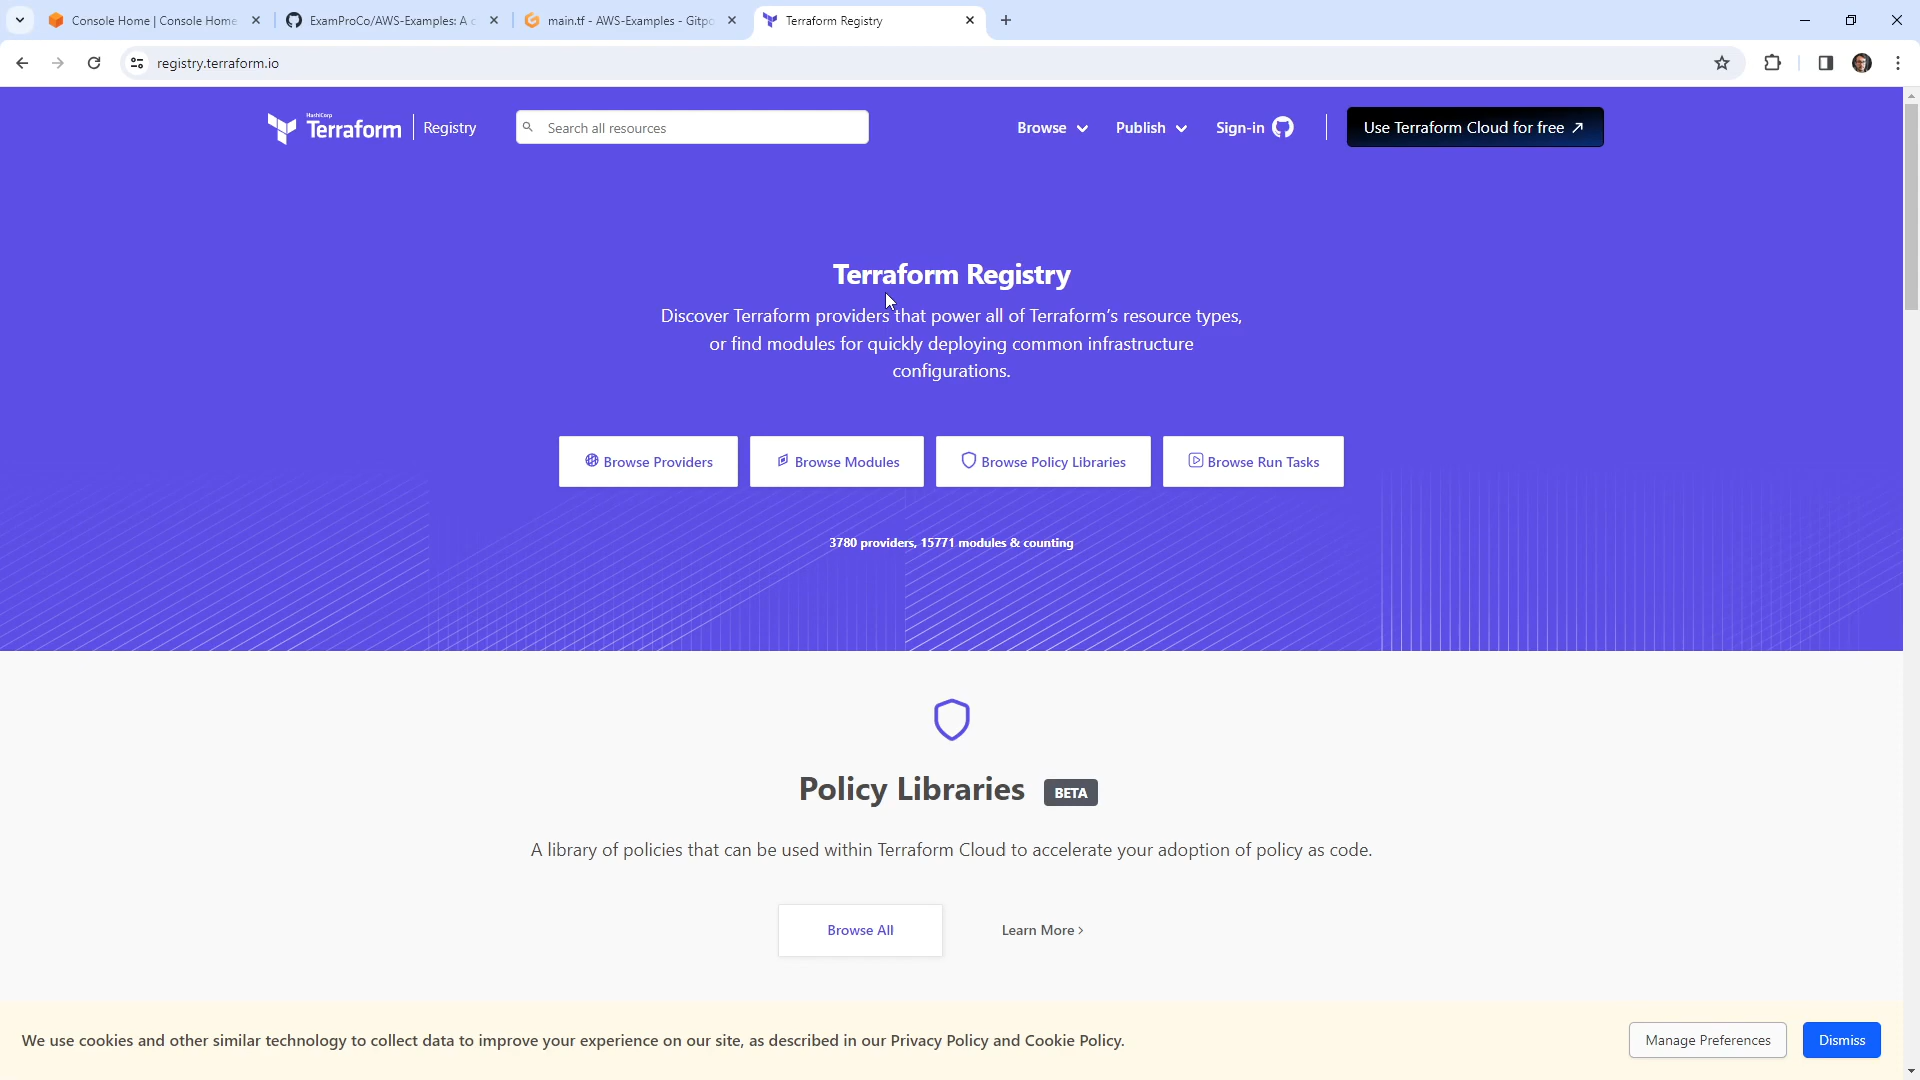 Console Home | Console Home
ExamProCo/AWS-Examples: A c
main.tf - AWS-Examples - Gitpo
Terraform Registry
registry.terraform.io
HashiCorp
Terraform
Registry
Search all resources
Browse
Publish
Sign-in
Use Terraform Cloud for free
Terraform Registry
Discover Terraform providers that power all of Terraform's resource types,
or find modules for quickly deploying common infrastructure
configurations.
Browse Providers
Browse Modules
Browse Policy Libraries
Browse Run Tasks
3780 providers, 15771 modules & counting
Policy Libraries BETA
A library of policies that can be used within Terraform Cloud to accelerate your adoption of policy as code.
Browse All
Learn More
We use cookies and other similar technology to collect data to improve your experience on our site, as described in our Privacy Policy and Cookie Policy.
Manage Preferences
Dismiss